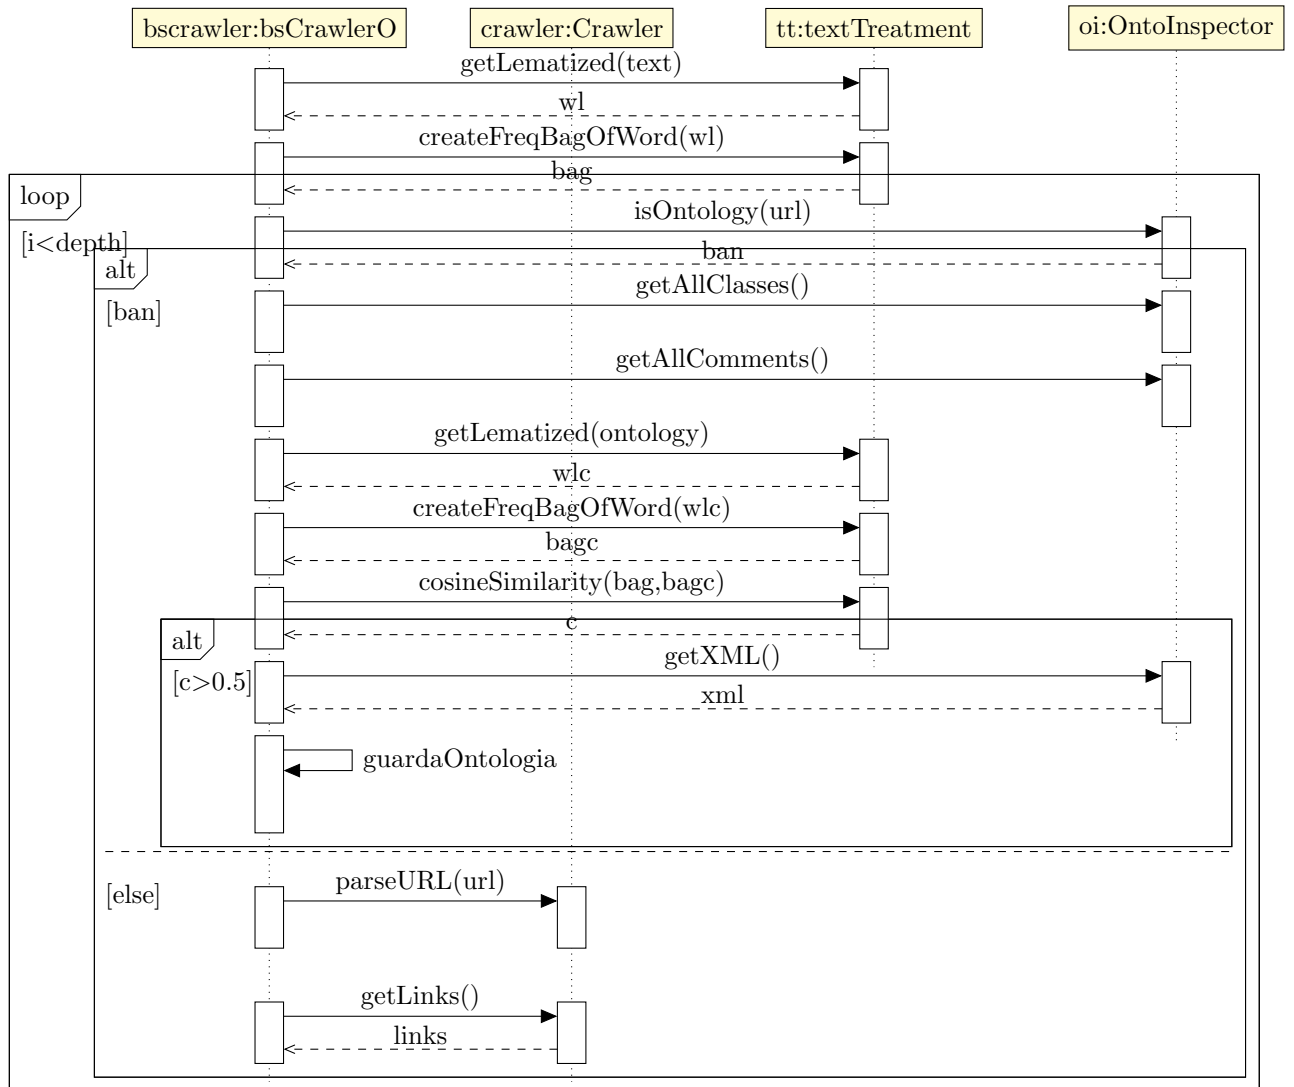 bscrawler:bsCrawlerO crawler:Crawler tt:textTreatment oi:OntoInspector
getLematized(text)
wl
createFreqBagOfWord(wl)
bag
loop
isOntology(url)
[i<depth]
ban
alt
getAllClasses()
[ban]
getAllComments()
getLematized(ontology)
wlc
createFreqBagOfWord(wlc)
bagc
cosineSimilarity(bag,bagc)
c
alt
getXML()
[c>0.5]
xml
guardaOntologia
parseURL(url)
[else]
getLinks()
links